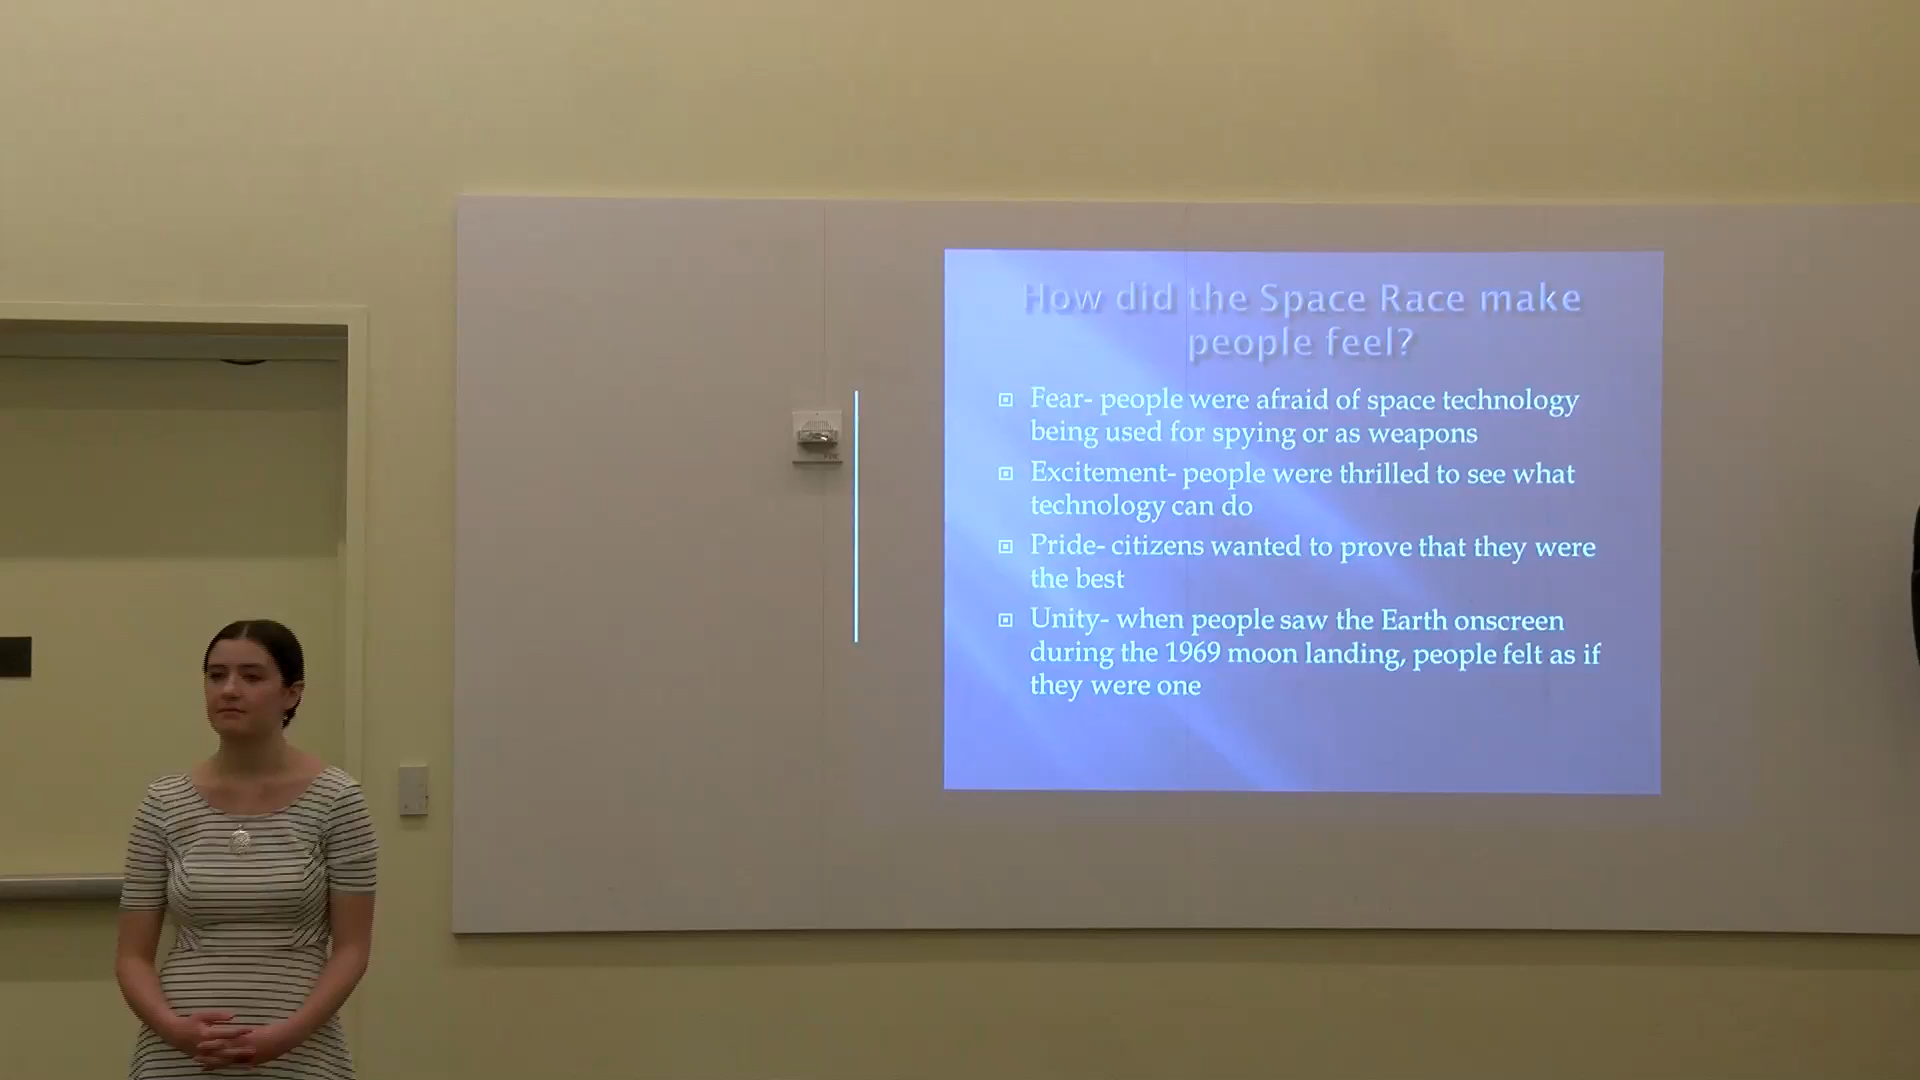 How did the Space Race make
people feel?
Fear- people were afraid of space technology
being used for spying or as weapons
Excitement- people were thrilled to see what
technology can do
Pride- citizens wanted to prove that they were
the best
Unity- when people saw the Earth onscreen
during the 1969 moon landing, people felt as if
they were one